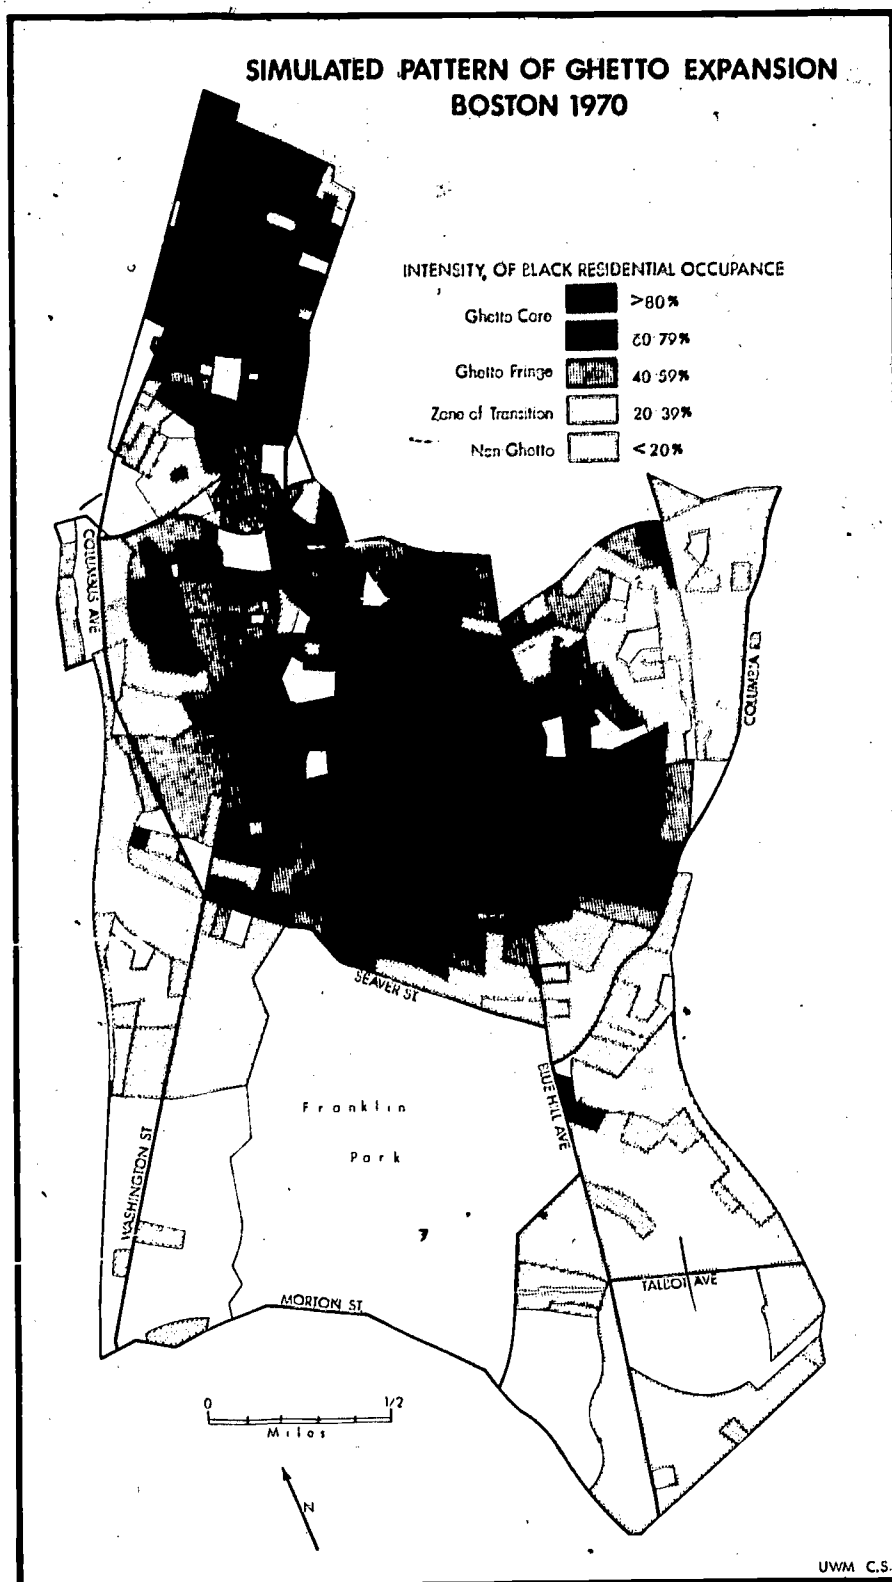 SIMULATED PATTERN OF GHETTO EXPANSION
BOSTON 1970
INTENSITY OF BLACK RESIDENTIAL OCCUPANCE
Ghetto Core
>80%
60-79%
Ghetto Fringe
40-59%
Zone of Transition
20-39%
Non Ghetto
<20%
COLUMBUS AVE
COLUMBIA RD
SEAVER ST
Franklin
Park
BLUE HILL AVE
WASHINGTON ST
TALBOT AVE
MORTON ST
0 1/2
Miles
N
UWM C.S.